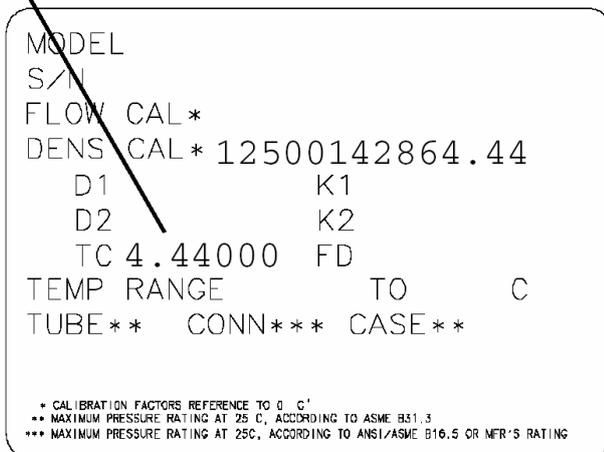 MODEL
S/N
FLOW CAL*
DENS CAL* 12500142864.44
D1 K1
D2 K2
TC 4.44000 FD
TEMP RANGE TO C
TUBE** CONN*** CASE**
* CALIBRATION FACTORS REFERENCE TO 0 C
** MAXIMUM PRESSURE RATING AT 25 C, ACCORDING TO ASME B31.3
*** MAXIMUM PRESSURE RATING AT 25C, ACCORDING TO ANSI/ASME B16.5 OR MFR'S RATING